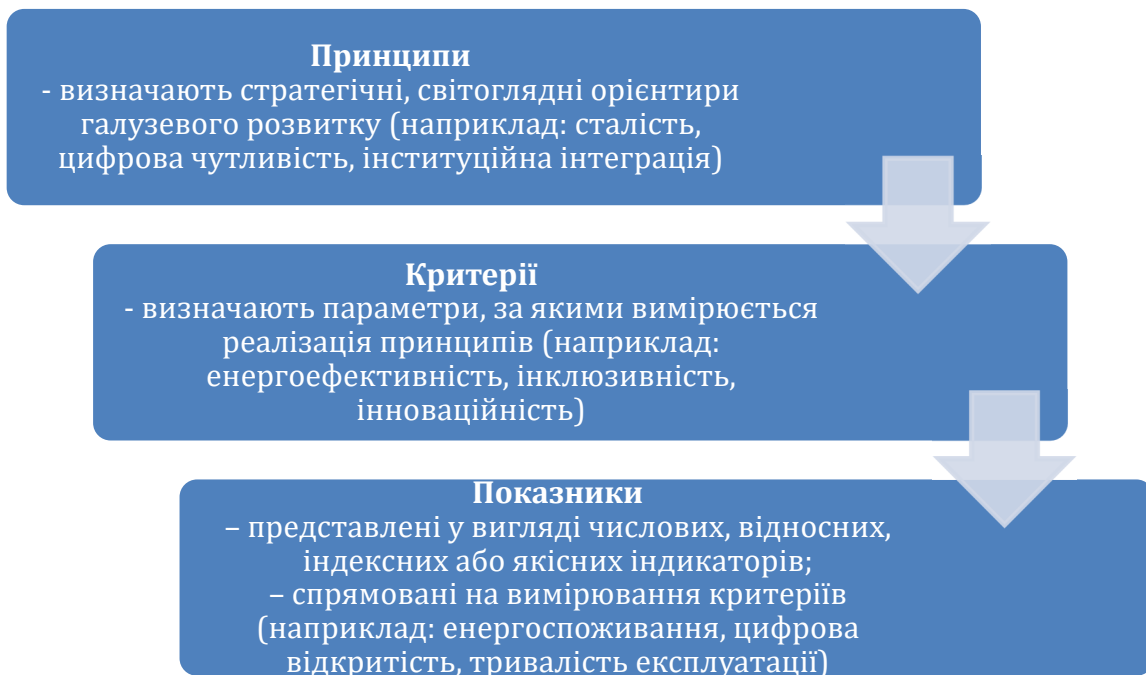 Принципи
- визначають стратегічні, світоглядні орієнтири
галузевого розвитку (наприклад: сталість,
цифрова чутливість, інституційна інтеграція)
Критерії
- визначають параметри, за якими вимірюється
реалізація принципів (наприклад:
енергоефективність, інклюзивність,
інноваційність)
Показники
– представлені у вигляді числових, відносних,
індексних або якісних індикаторів;
– спрямовані на вимірювання критеріїв
(наприклад: енергоспоживання, цифрова
відкритість, тривалість експлуатації)